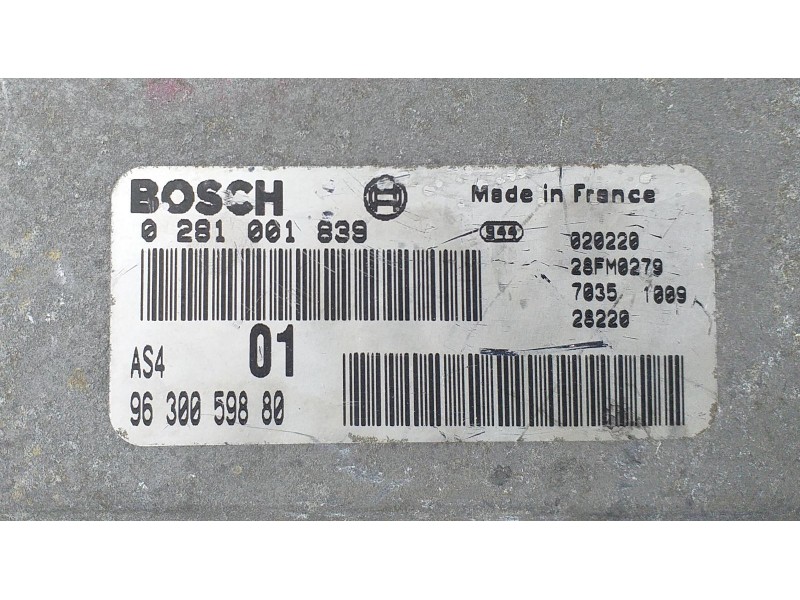 BOSCH Made in France
0 281 001 839 944 020220
28FM0279
7035 1009
28220
AS4 01
96 300 598 80